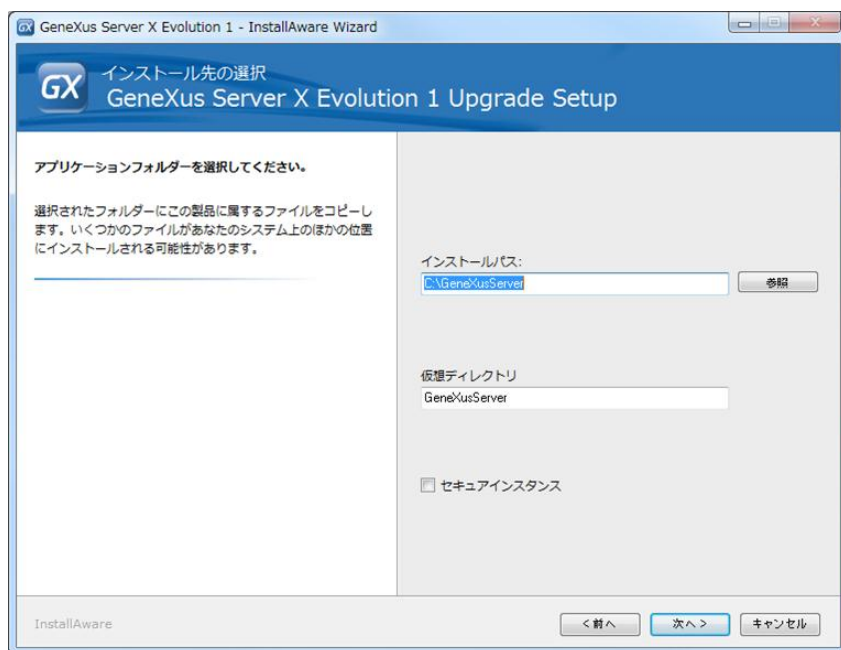 GX GeneXus Server X Evolution 1 - InstallAware Wizard
GX
インストール先の選択
GeneXus Server X Evolution 1 Upgrade Setup
アプリケーションフォルダーを選択してください。
選択されたフォルダーにこの製品に属するファイルをコピーし
ます。いくつかのファイルがあなたのシステム上のほかの位置
にインストールされる可能性があります。
インストールパス:
C:\GeneXusServer
参照
仮想ディレクトリ
GeneXusServer
セキュアインスタンス
InstallAware
<前へ
次へ>
キャンセル